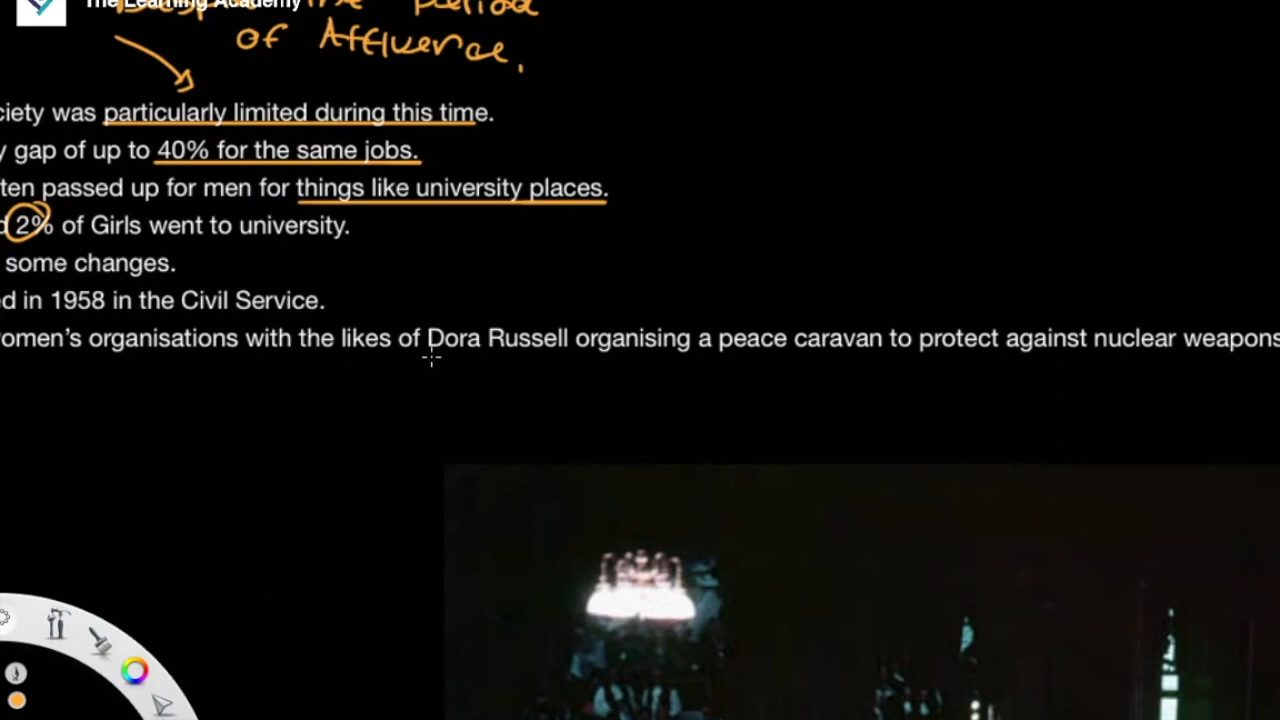 The Learning Academy
Period
of Affluence.
ciety was particularly limited during this time.
y gap of up to 40% for the same jobs.
ten passed up for men for things like university places.
d 2% of Girls went to university.
some changes.
ed in 1958 in the Civil Service.
women's organisations with the likes of Dora Russell organising a peace caravan to protect against nuclear weapons